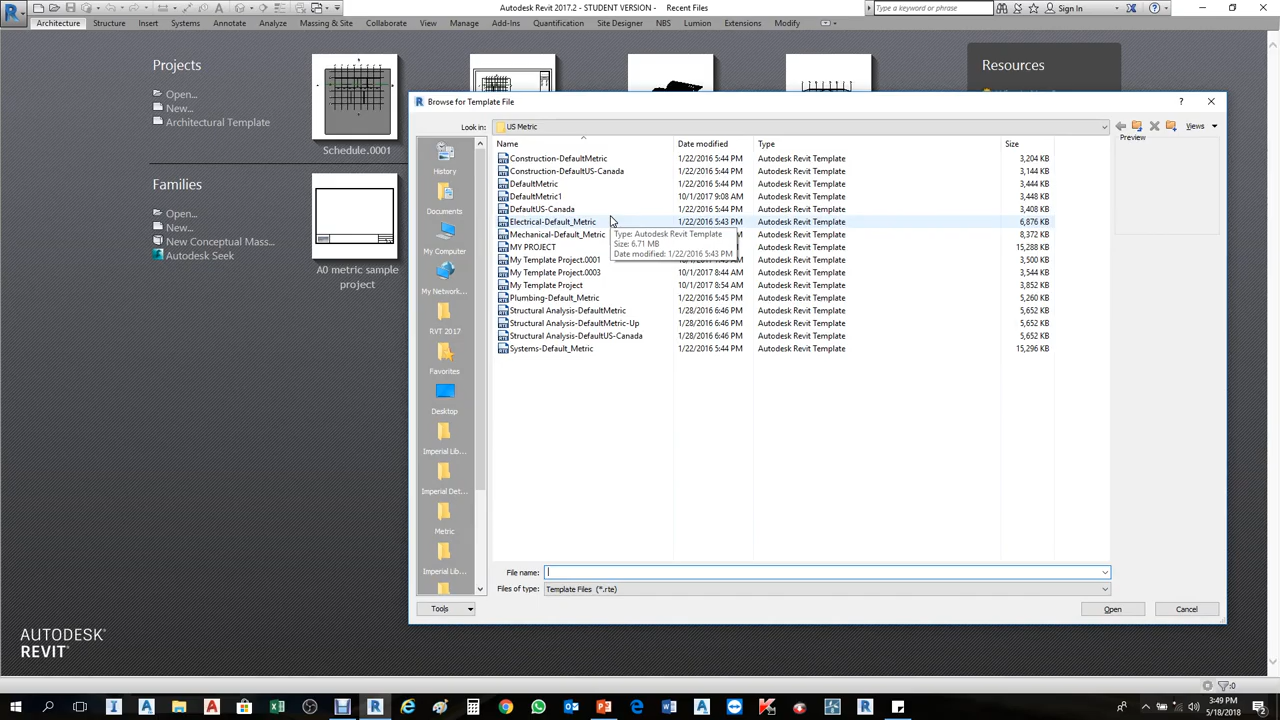 Autodesk Revit 2017.2 - STUDENT VERSION - Recent Files
Type a keyword or phrase
Sign In
Architecture Structure Insert Systems Annotate Analyze Massing & Site Collaborate View Manage Add-Ins Quantification Site Designer NBS Lumion Extensions Modify
Projects
Open...
New...
Architectural Template
Schedule.0001
Families
Open...
New...
New Conceptual Mass...
Autodesk Seek
A0 metric sample
project
Resources
Browse for Template File
Look in: US Metric
Views
Preview
History
Documents
My Computer
My Network...
RVT 2017
Favorites
Desktop
Imperial Lib...
Imperial Det...
Metric
Imperial Lib...
Name Date modified Type Size
Construction-DefaultMetric 1/22/2016 5:44 PM Autodesk Revit Template 3,204 KB
Construction-DefaultUS-Canada 1/22/2016 5:44 PM Autodesk Revit Template 3,144 KB
DefaultMetric 1/22/2016 5:44 PM Autodesk Revit Template 3,444 KB
DefaultMetric1 10/1/2017 9:08 AM Autodesk Revit Template 3,448 KB
DefaultUS-Canada 1/22/2016 5:44 PM Autodesk Revit Template 3,408 KB
Electrical-Default_Metric 1/22/2016 5:43 PM Autodesk Revit Template 6,876 KB
Mechanical-Default_Metric Autodesk Revit Template 8,372 KB
MY PROJECT Autodesk Revit Template 15,288 KB
My Template Project.0001 Autodesk Revit Template 3,500 KB
My Template Project.0003 10/1/2017 8:44 AM Autodesk Revit Template 3,544 KB
My Template Project 10/1/2017 8:54 AM Autodesk Revit Template 3,852 KB
Plumbing-Default_Metric 1/22/2016 5:45 PM Autodesk Revit Template 5,260 KB
Structural Analysis-DefaultMetric 1/28/2016 6:46 PM Autodesk Revit Template 5,652 KB
Structural Analysis-DefaultMetric-Up 1/28/2016 6:46 PM Autodesk Revit Template 5,652 KB
Structural Analysis-DefaultUS-Canada 1/28/2016 6:46 PM Autodesk Revit Template 5,652 KB
Systems-Default_Metric 1/22/2016 5:44 PM Autodesk Revit Template 15,296 KB
Type: Autodesk Revit Template
Size: 6.71 MB
Date modified: 1/22/2016 5:43 PM
File name:
Files of type: Template Files (*.rte)
Tools
Open Cancel
AUTODESK®
REVIT®
:0
3:49 PM
5/18/2018